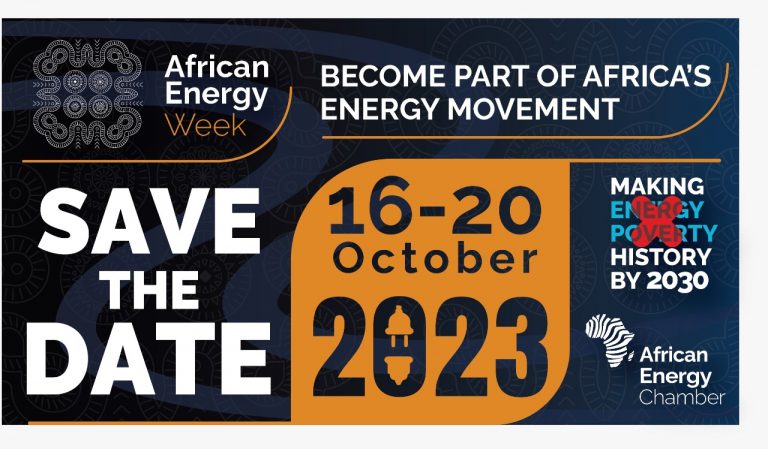 African
Energy
Week
BECOME PART OF AFRICA'S
ENERGY MOVEMENT
SAVE
THE
DATE
16-20
October
2023
MAKING
ENERGY
POVERTY
HISTORY
BY 2030
African
Energy
Chamber